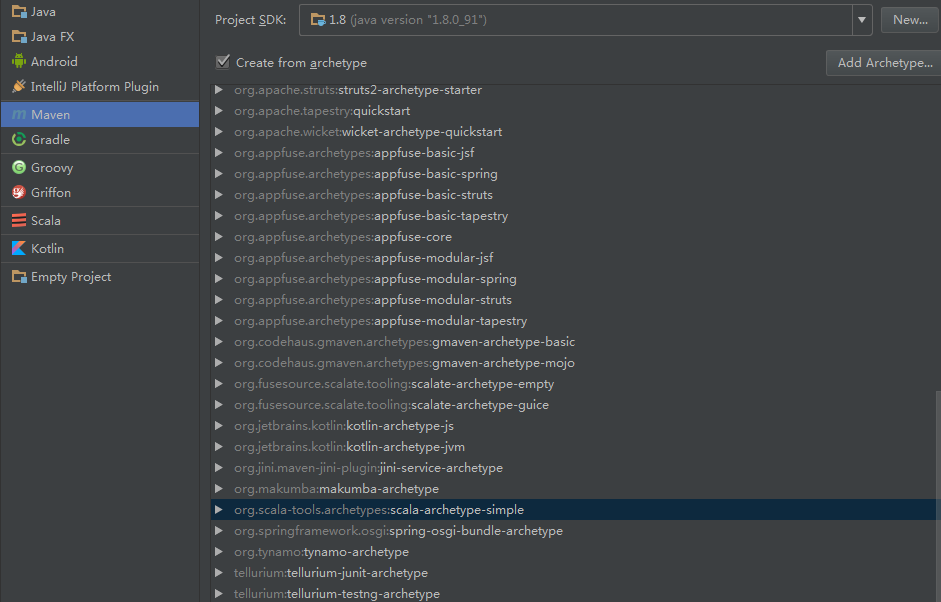 Java
Java FX
Android
IntelliJ Platform Plugin
Maven
Gradle
Groovy
Griffon
Scala
Kotlin
Empty Project
Project SDK: 1.8 (java version "1.8.0_91") New...
Create from archetype
Add Archetype...
org.apache.struts:struts2-archetype-starter
org.apache.tapestry:quickstart
org.apache.wicket:wicket-archetype-quickstart
org.appfuse.archetypes:appfuse-basic-jsf
org.appfuse.archetypes:appfuse-basic-spring
org.appfuse.archetypes:appfuse-basic-struts
org.appfuse.archetypes:appfuse-basic-tapestry
org.appfuse.archetypes:appfuse-core
org.appfuse.archetypes:appfuse-modular-jsf
org.appfuse.archetypes:appfuse-modular-spring
org.appfuse.archetypes:appfuse-modular-struts
org.appfuse.archetypes:appfuse-modular-tapestry
org.codehaus.gmaven.archetypes:gmaven-archetype-basic
org.codehaus.gmaven.archetypes:gmaven-archetype-mojo
org.fusesource.scalate.tooling:scalate-archetype-empty
org.fusesource.scalate.tooling:scalate-archetype-guice
org.jetbrains.kotlin:kotlin-archetype-js
org.jetbrains.kotlin:kotlin-archetype-jvm
org.jini.maven-jini-plugin:jini-service-archetype
org.makumba:makumba-archetype
org.scala-tools.archetypes:scala-archetype-simple
org.springframework.osgi:spring-osgi-bundle-archetype
org.tynamo:tynamo-archetype
tellurium:tellurium-junit-archetype
tellurium:tellurium-testng-archetype